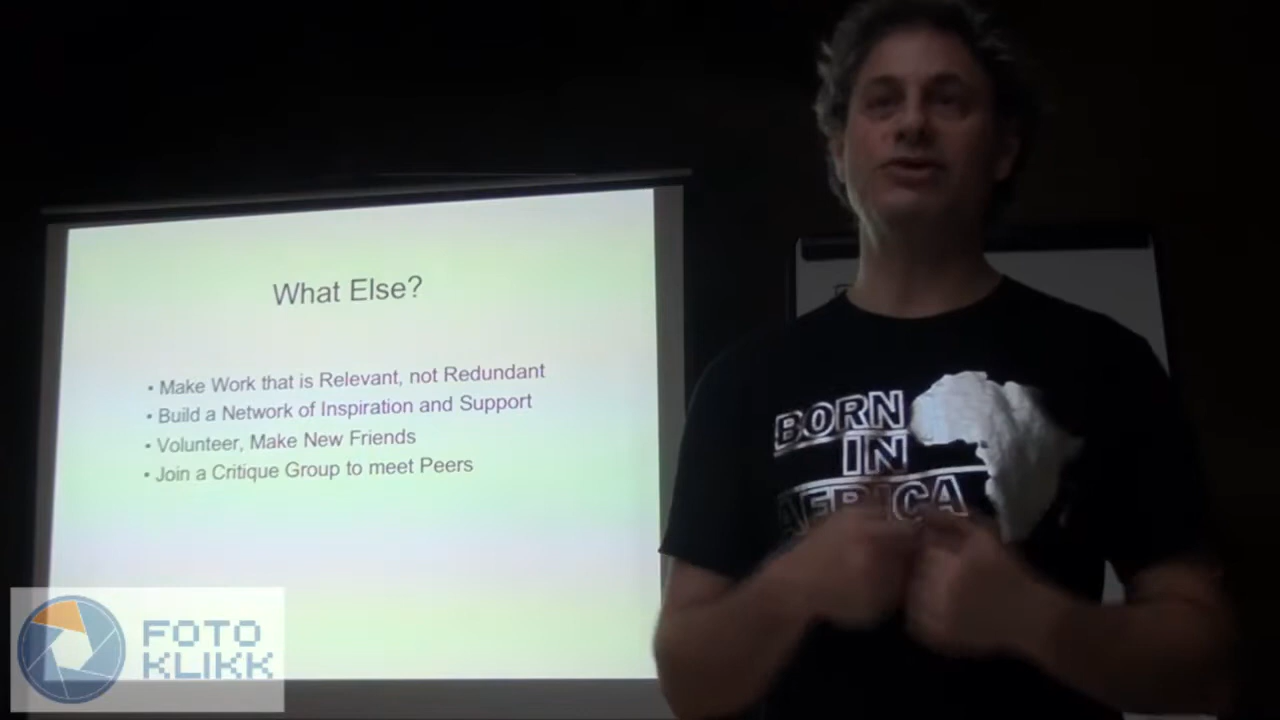 What Else?
• Make Work that is Relevant, not Redundant
• Build a Network of Inspiration and Support
• Volunteer, Make New Friends
• Join a Critique Group to meet Peers
BORN
IN
AFRICA
FOTO
KLIKK